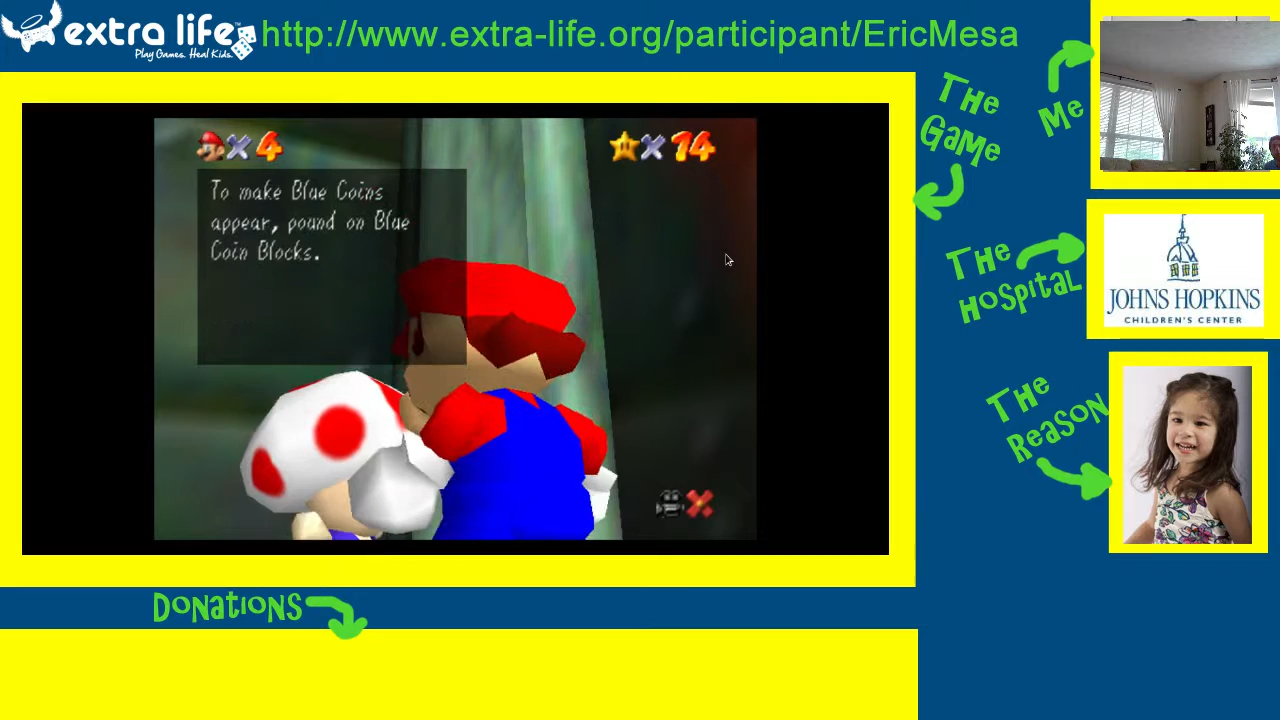 extra life
Play Games. Heal Kids.
http://www.extra-life.org/participant/EricMesa
x 4
x 14
To make Blue Coins
appear, pound on Blue
Coin Blocks.
THE
GAME
ME
THE
HOSPITAL
JOHNS HOPKINS
CHILDREN'S CENTER
THE
REASON
DONATIONS